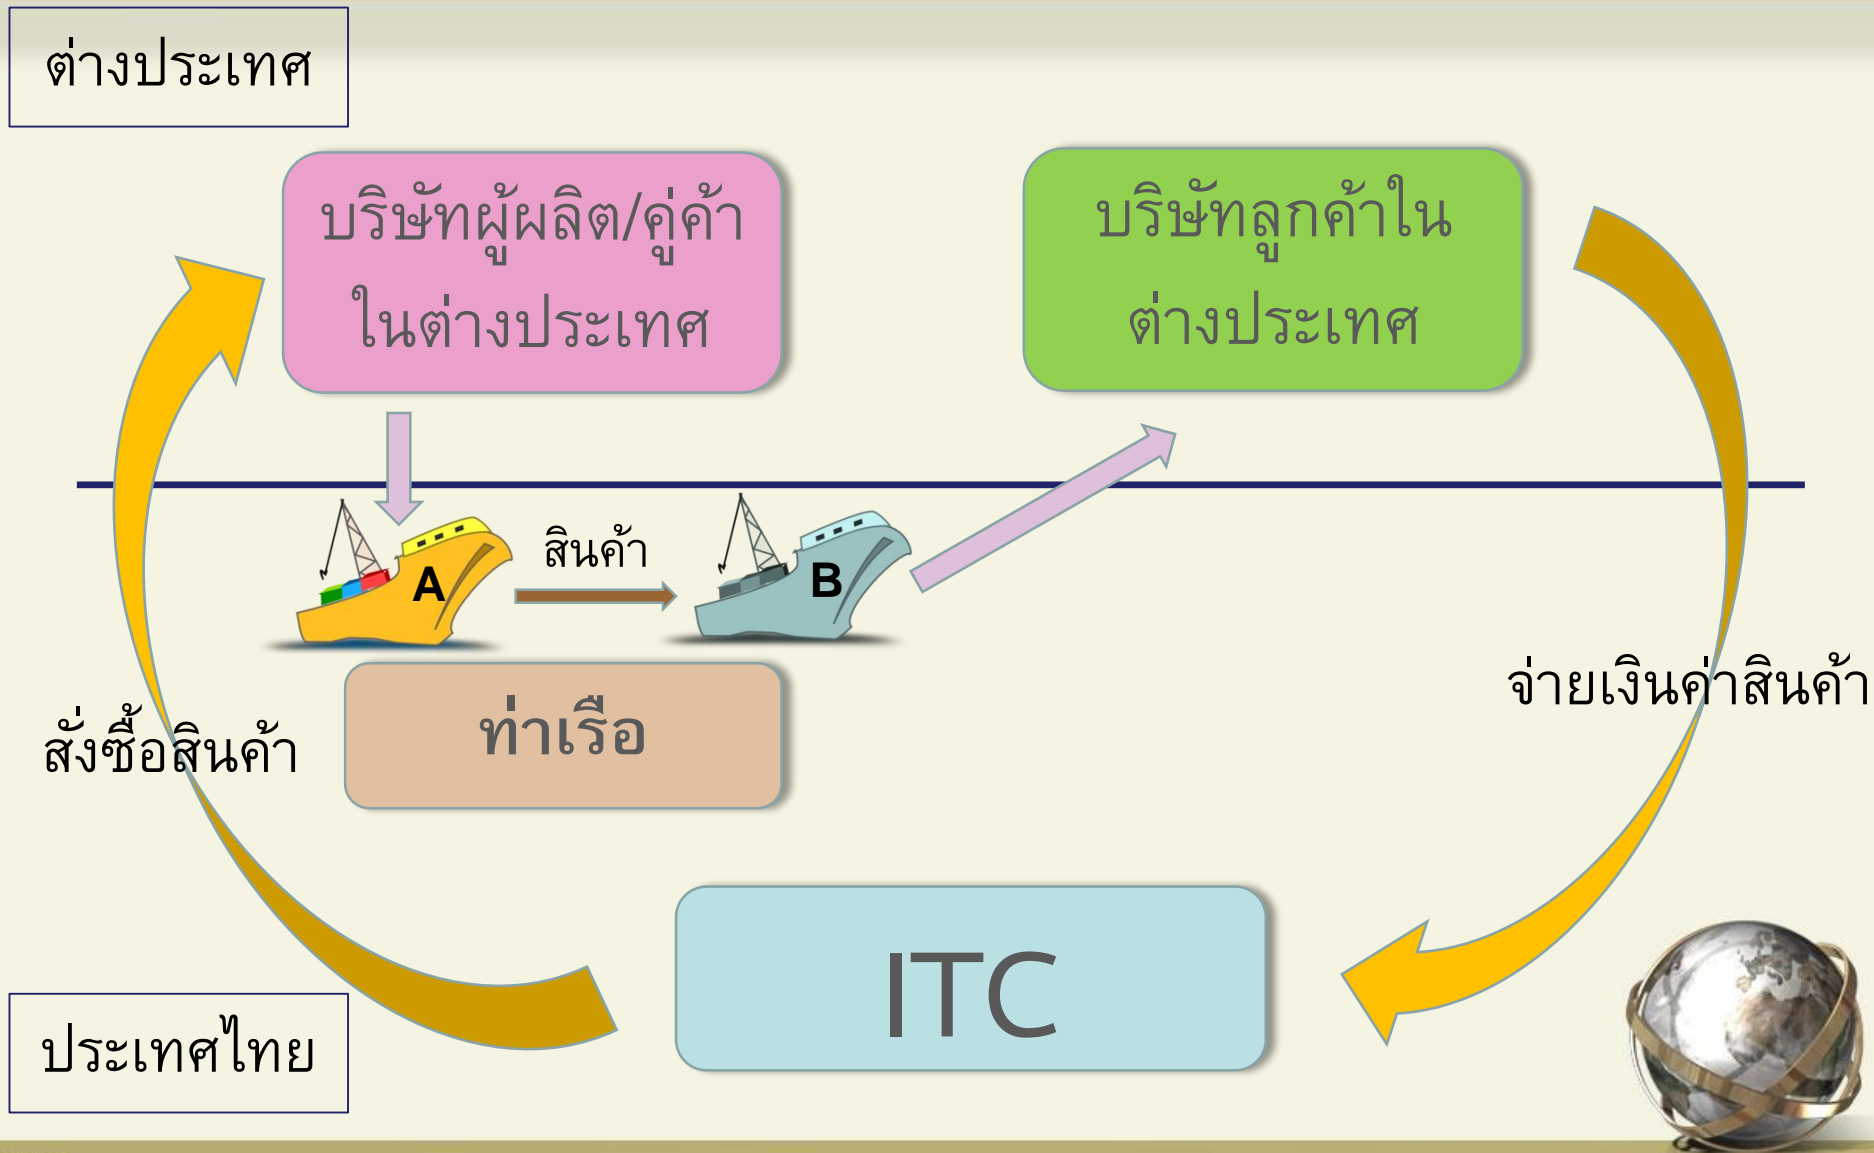 ต่างประเทศ
บริษัทผู้ผลิต/คู่ค้า
ในต่างประเทศ
บริษัทลูกค้าใน
ต่างประเทศ
สินค้า
A
B
ท่าเรือ
สั่งซื้อสินค้า
จ่ายเงินค่าสินค้า
ITC
ประเทศไทย